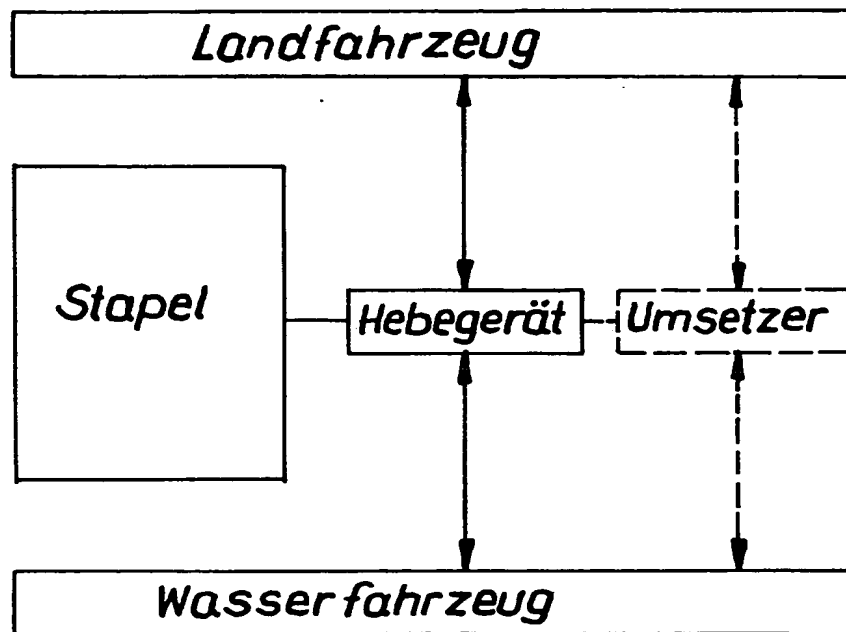 Landfahrzeug
Stapel
Hebegerät
Umsetzer
Wasserfahrzeug